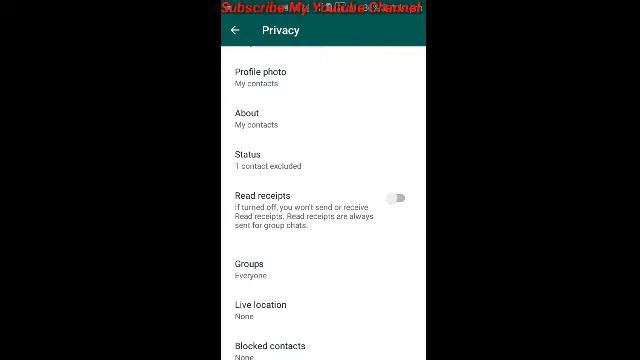 Subscribe My Youtube Channel
Privacy
Profile photo
My contacts
About
My contacts
Status
1 contact excluded
Read receipts
If turned off, you won't send or receive
Read receipts. Read receipts are always
sent for group chats.
Groups
Everyone
Live location
None
Blocked contacts
None